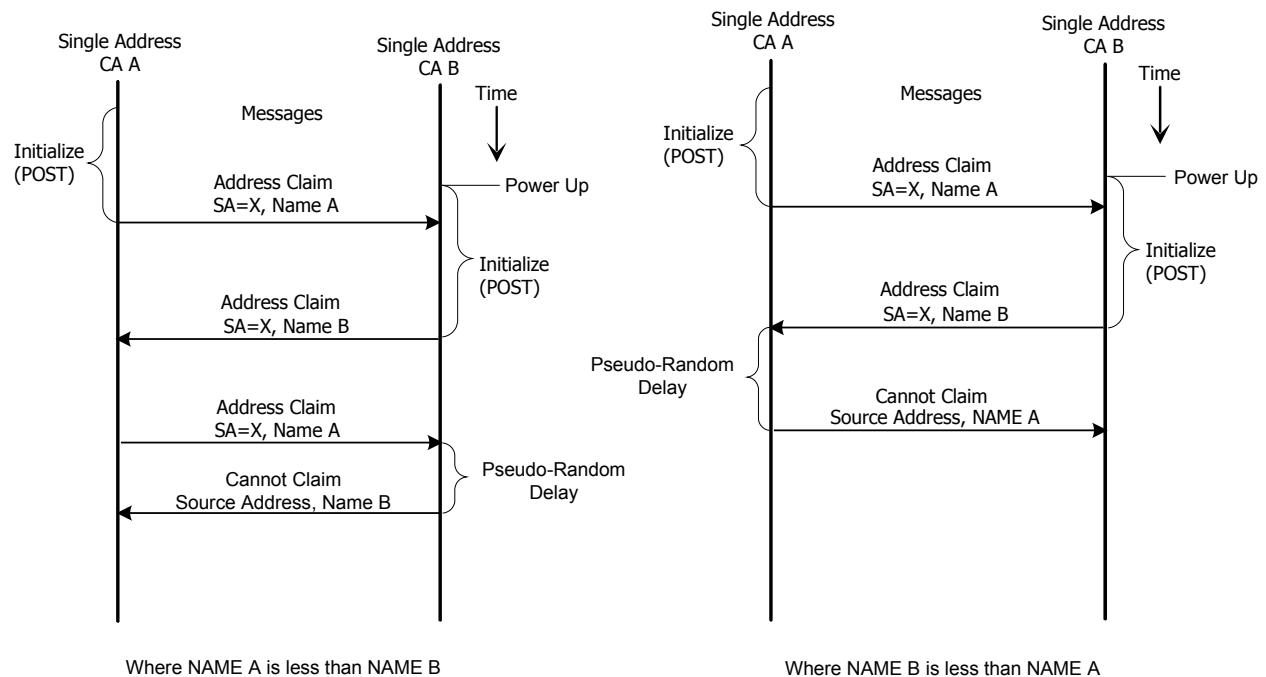 Single Address
CA A
Single Address
CA B
Time
Messages
Initialize
(POST)
Address Claim
SA=X, Name A
Power Up
Initialize
(POST)
Address Claim
SA=X, Name B
Address Claim
SA=X, Name A
Pseudo-Random
Delay
Cannot Claim
Source Address, Name B
Where NAME A is less than NAME B
Single Address
CA A
Single Address
CA B
Time
Messages
Initialize
(POST)
Address Claim
SA=X, Name A
Power Up
Initialize
(POST)
Address Claim
SA=X, Name B
Pseudo-Random
Delay
Cannot Claim
Source Address, NAME A
Where NAME B is less than NAME A